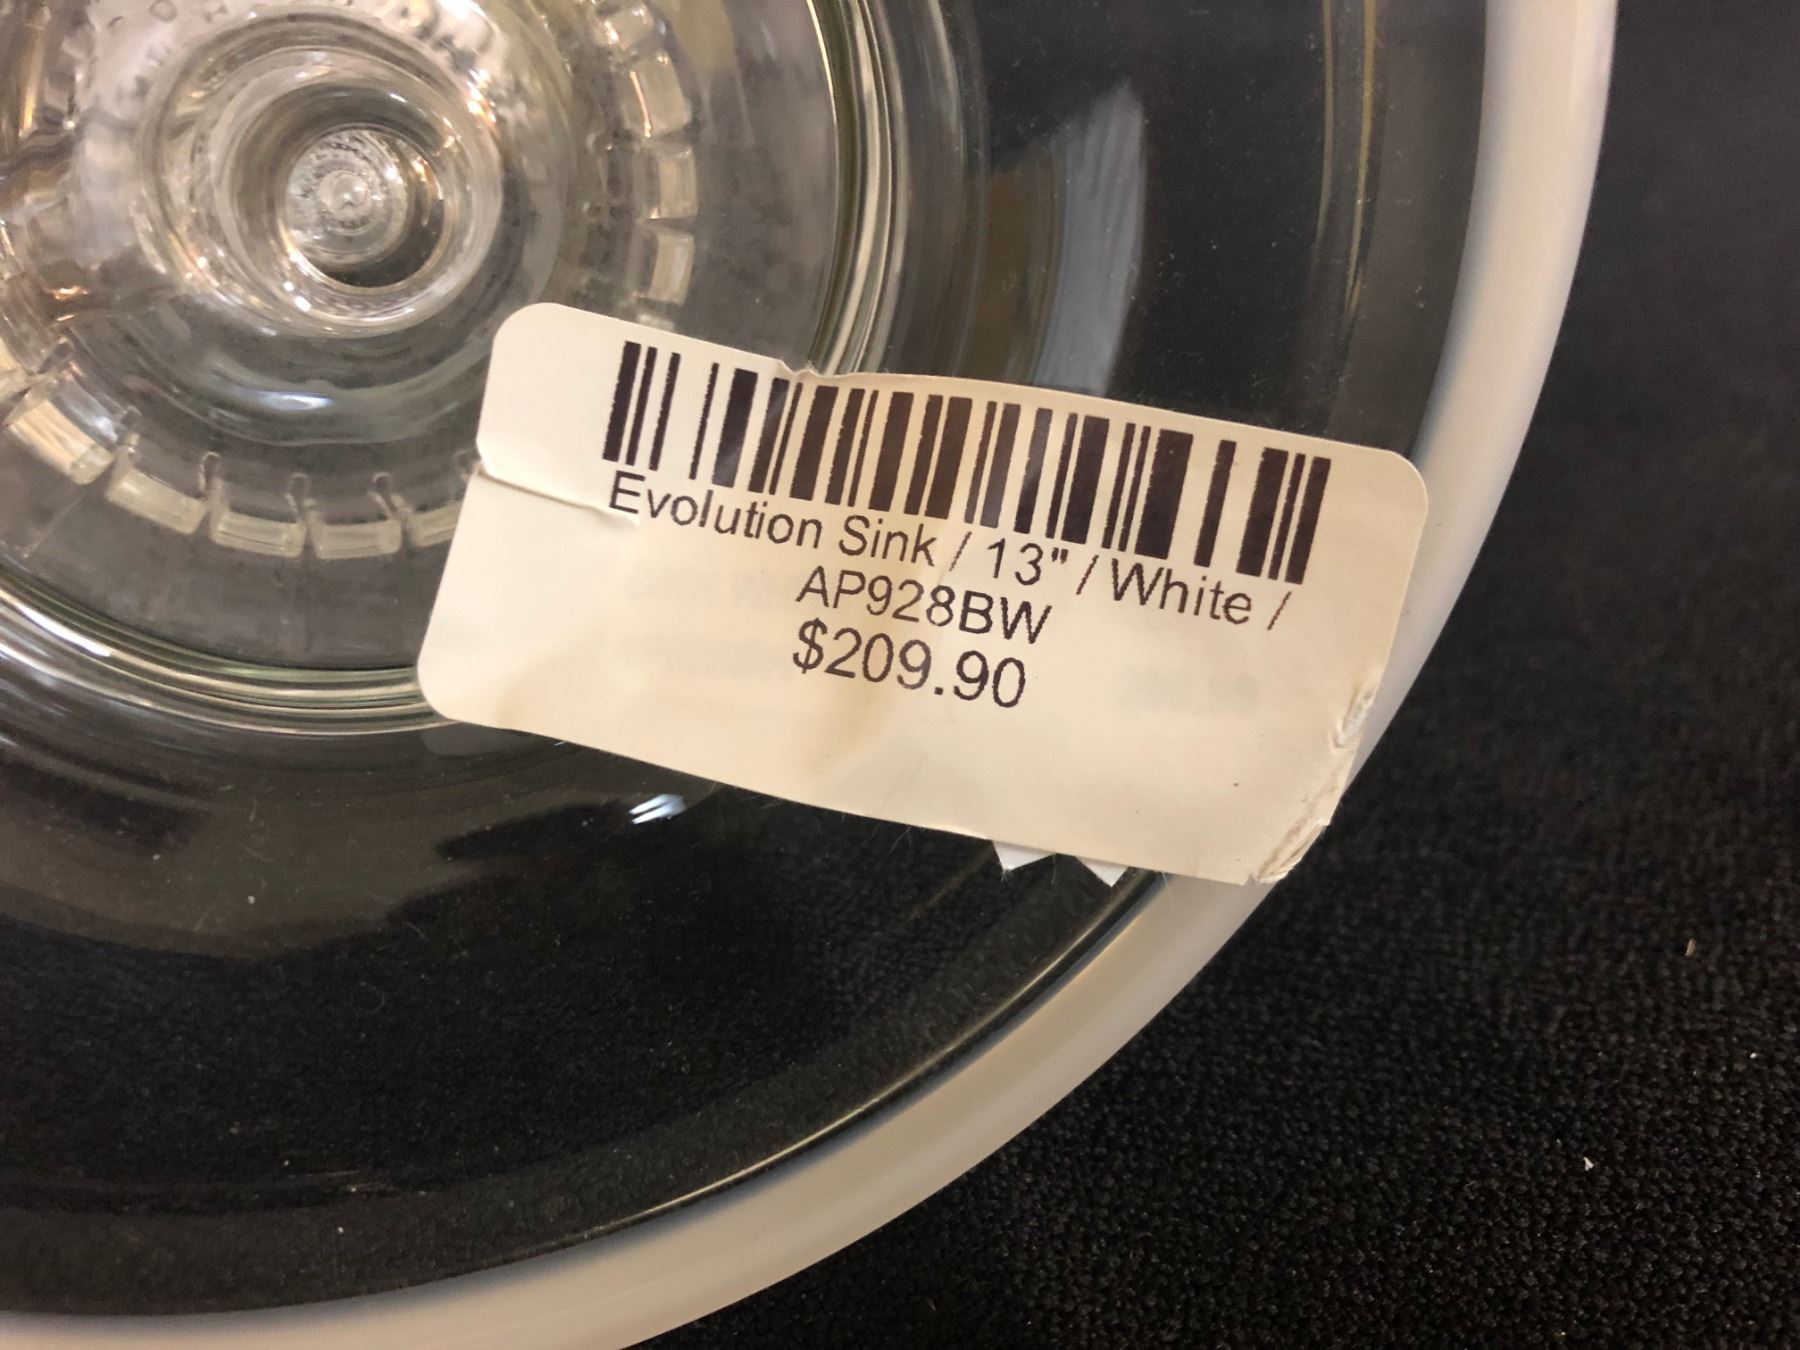 Evolution Sink / 13" / White /
AP928BW
$209.90